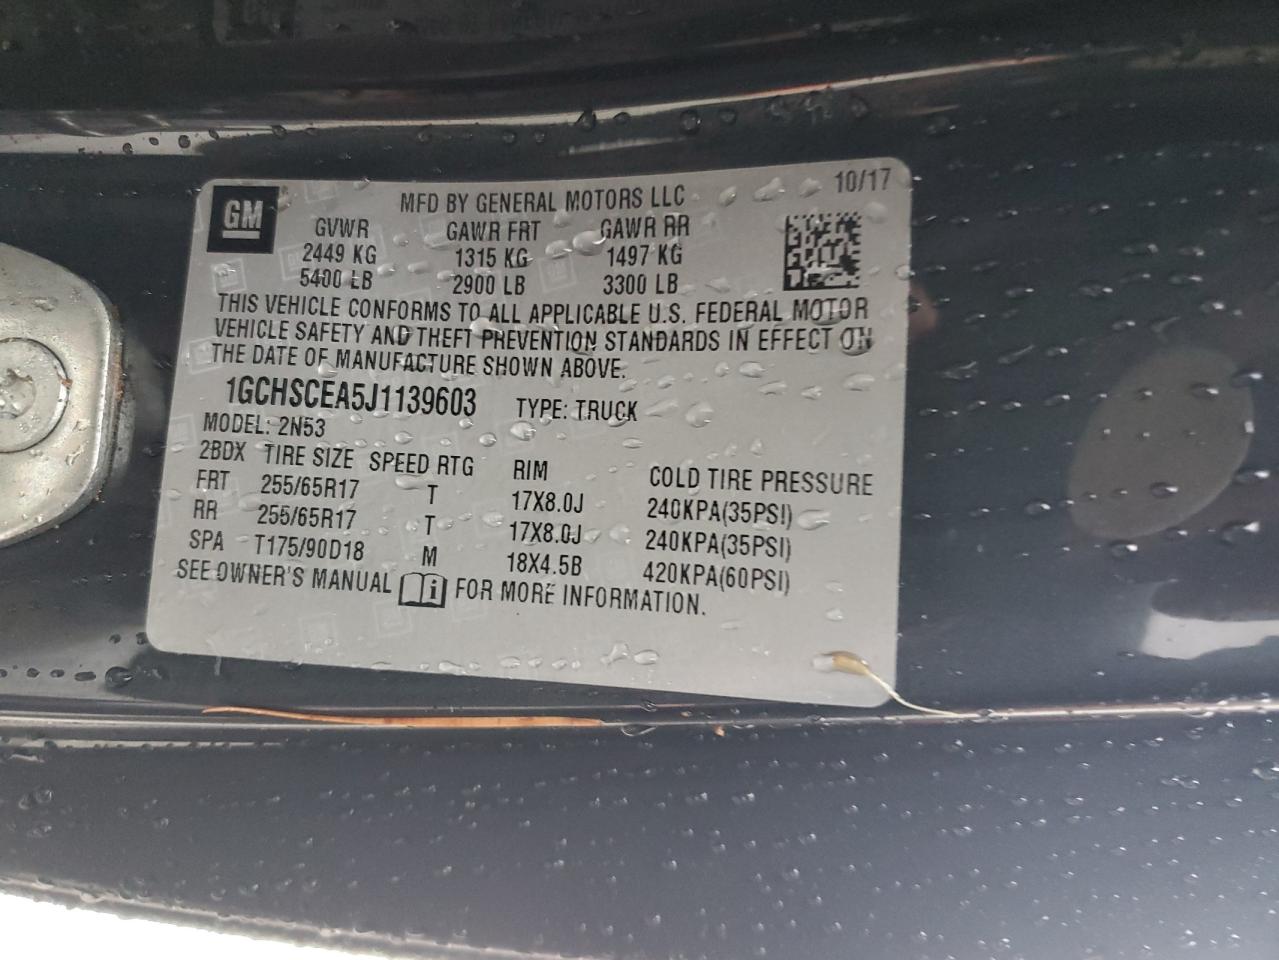 10/17
GM
MFD BY GENERAL MOTORS LLC
GVWR GAWR FRT GAWR RR
2449 KG 1315 KG 1497 KG
5400 LB 2900 LB 3300 LB
THIS VEHICLE CONFORMS TO ALL APPLICABLE U.S. FEDERAL MOTOR
VEHICLE SAFETY AND THEFT PREVENTION STANDARDS IN EFFECT ON
THE DATE OF MANUFACTURE SHOWN ABOVE.
1GCHSCEA5J1139603 TYPE: TRUCK
MODEL: 2N53
2BDX TIRE SIZE SPEED RTG RIM COLD TIRE PRESSURE
FRT 255/65R17 T 17X8.0J 240KPA(35PSI)
RR 255/65R17 T 17X8.0J 240KPA(35PSI)
SPA T175/90D18 M 18X4.5B 420KPA(60PSI)
SEE OWNER'S MANUAL i FOR MORE INFORMATION.